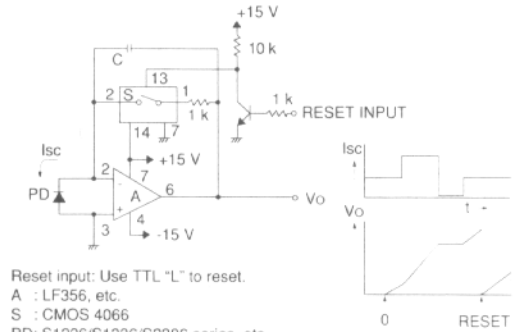 +15 V
10 k
C
13
2
S
1
1 k
1 k
RESET INPUT
14
7
Isc
+15 V
2
7
PD
-
A
6
+
3
4
-15 V
Vo
Isc
t
Vo
0
RESET
Reset input: Use TTL "L" to reset.
A : LF356, etc.
S : CMOS 4066